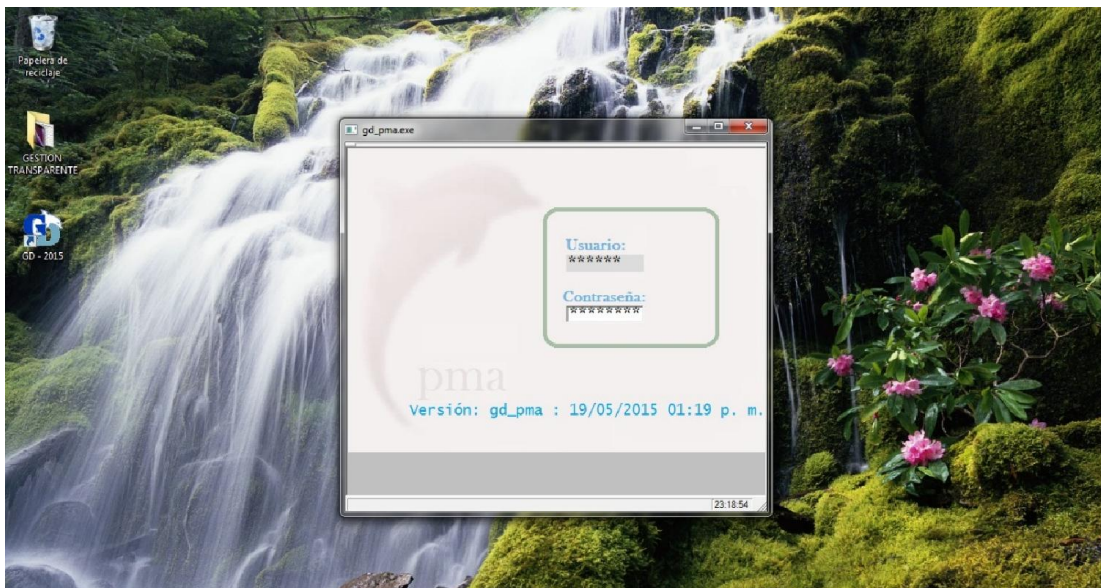 Papelera de
reciclaje
GESTION
TRANSPARENTE
GD - 2015
gd_pma.exe
Usuario:
******
Contraseña:
********
pma
Versión: gd_pma : 19/05/2015 01:19 p. m.
23:18:54